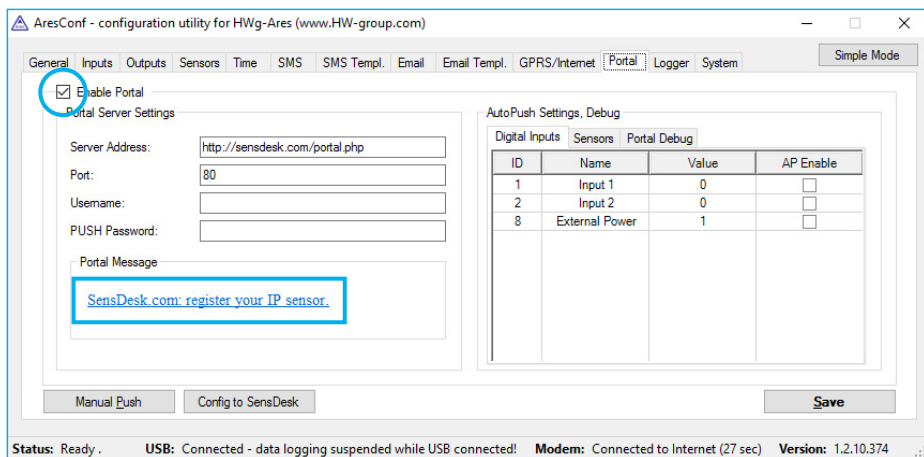 AresConf - configuration utility for HWg-Ares (www.HW-group.com)
General Inputs Outputs Sensors Time SMS SMS Templ. Email Email Templ. GPRS/Internet Portal Logger System
Simple Mode
Enable Portal
Portal Server Settings
Server Address: http://sensdesk.com/portal.php
Port: 80
Username:
PUSH Password:
Portal Message
SensDesk.com: register your IP sensor.
AutoPush Settings, Debug
Digital Inputs Sensors Portal Debug
ID Name Value AP Enable
1 Input 1 0
2 Input 2 0
8 External Power 1
Manual Push Config to SensDesk Save
Status: Ready . USB: Connected - data logging suspended while USB connected! Modem: Connected to Internet (27 sec) Version: 1.2.10.374